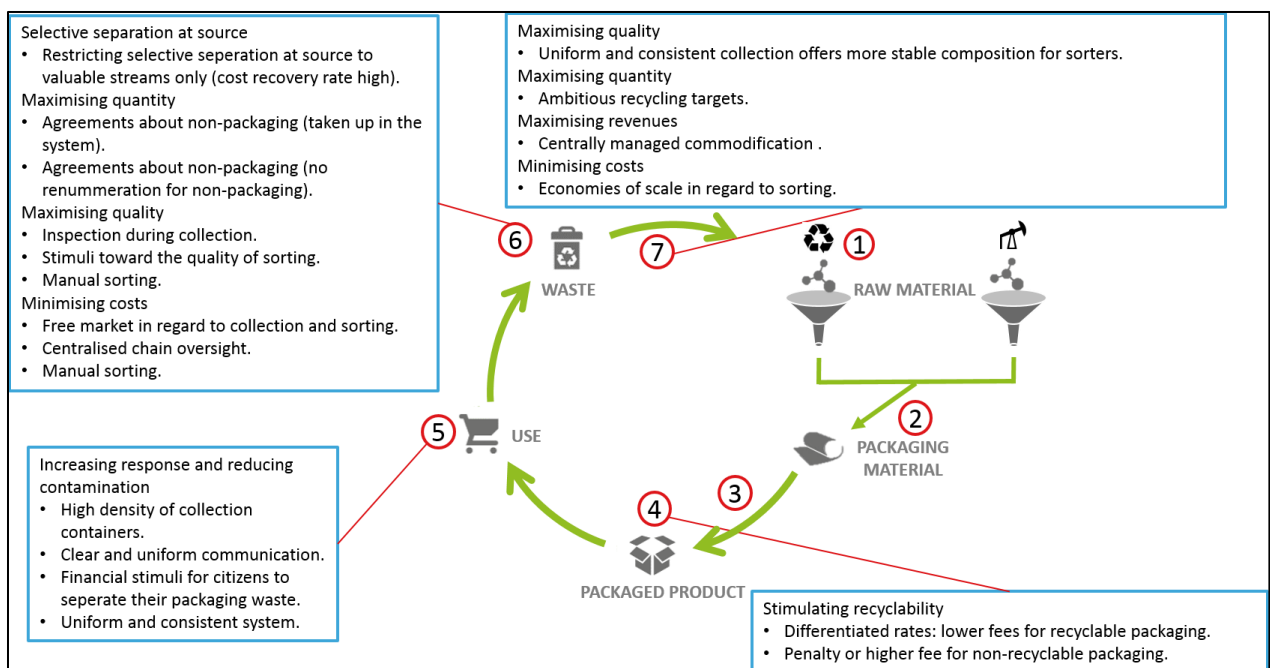 Selective separation at source
• Restricting selective seperation at source to
valuable streams only (cost recovery rate high).
Maximising quantity
• Agreements about non-packaging (taken up in the
system).
• Agreements about non-packaging (no
renummeration for non-packaging).
Maximising quality
• Inspection during collection.
• Stimuli toward the quality of sorting.
• Manual sorting.
Minimising costs
• Free market in regard to collection and sorting.
• Centralised chain oversight.
• Manual sorting.
Maximising quality
• Uniform and consistent collection offers more stable composition for sorters.
Maximising quantity
• Ambitious recycling targets.
Maximising revenues
• Centrally managed commodification .
Minimising costs
• Economies of scale in regard to sorting.
6
WASTE
7
1
RAW MATERIAL
2
PACKAGING
MATERIAL
3
4
PACKAGED PRODUCT
5
USE
Increasing response and reducing
contamination
• High density of collection
containers.
• Clear and uniform communication.
• Financial stimuli for citizens to
seperate their packaging waste.
• Uniform and consistent system.
Stimulating recyclability
• Differentiated rates: lower fees for recyclable packaging.
• Penalty or higher fee for non-recyclable packaging.